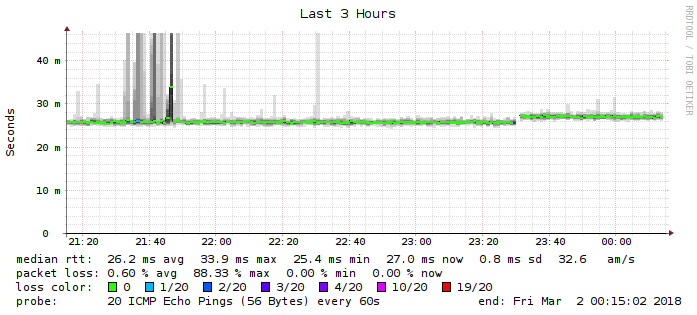 Last 3 Hours
RRDTOOL / TOBI OETIKER
Seconds
40 m
30 m
20 m
10 m
0
21:20 21:40 22:00 22:20 22:40 23:00 23:20 23:40 00:00
median rtt: 26.2 ms avg 33.9 ms max 25.4 ms min 27.0 ms now 0.8 ms sd 32.6 am/s
packet loss: 0.60 % avg 88.33 % max 0.00 % min 0.00 % now
loss color: 0 1/20 2/20 3/20 4/20 10/20 19/20
probe: 20 ICMP Echo Pings (56 Bytes) every 60s end: Fri Mar 2 00:15:02 2018